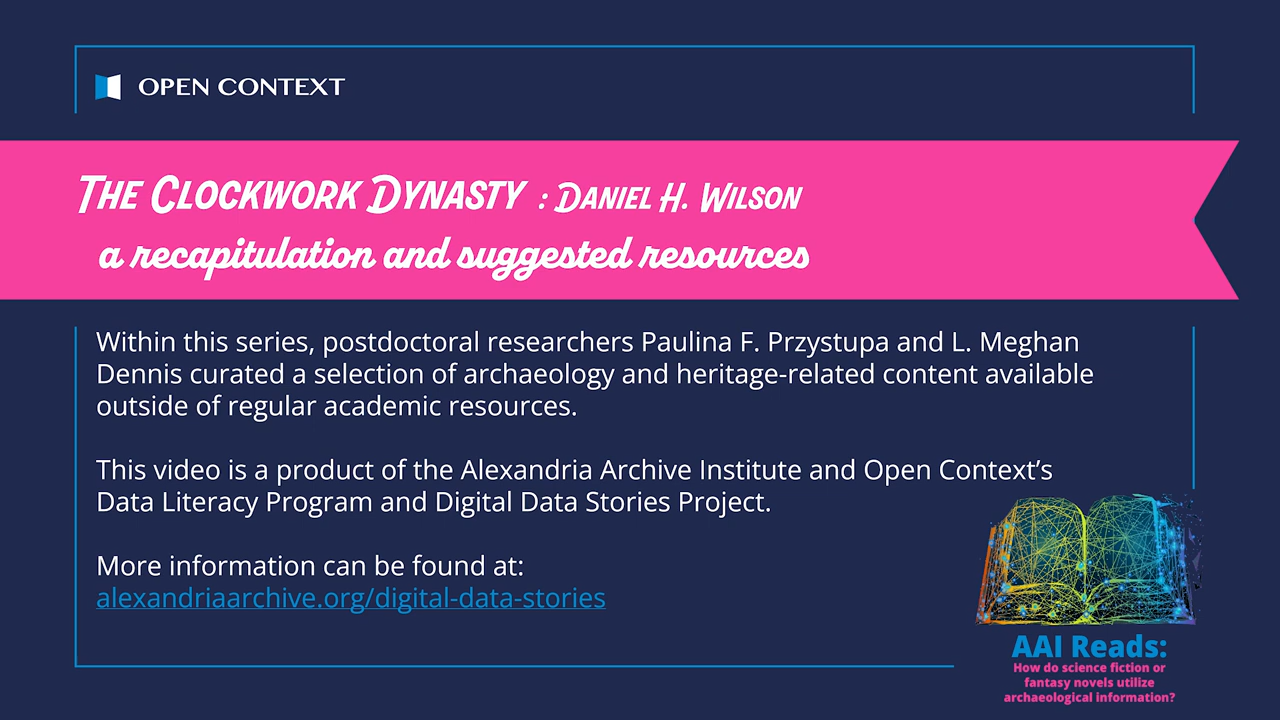 OPEN CONTEXT
The Clockwork Dynasty : Daniel H. Wilson
a recapitulation and suggested resources
Within this series, postdoctoral researchers Paulina F. Przystupa and L. Meghan
Dennis curated a selection of archaeology and heritage-related content available
outside of regular academic resources.
This video is a product of the Alexandria Archive Institute and Open Context’s
Data Literacy Program and Digital Data Stories Project.
More information can be found at:
alexandriaarchive.org/digital-data-stories
AAI Reads:
How do science fiction or
fantasy novels utilize
archaeological information?